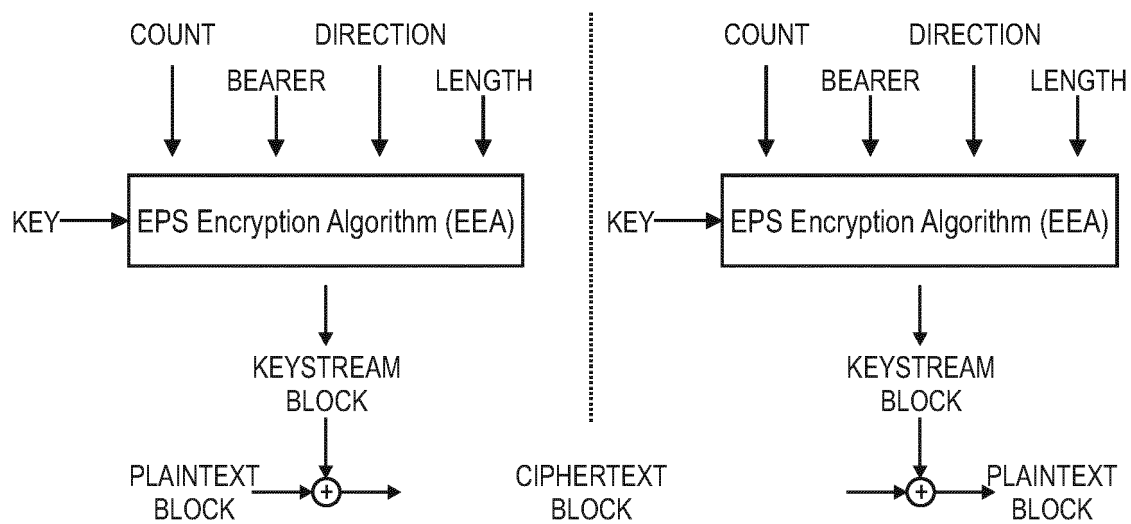 COUNT DIRECTION COUNT DIRECTION
BEARER LENGTH BEARER LENGTH
KEY EPS Encryption Algorithm (EEA) KEY EPS Encryption Algorithm (EEA)
KEYSTREAM KEYSTREAM
BLOCK BLOCK
PLAINTEXT CIPHERTEXT PLAINTEXT
BLOCK BLOCK BLOCK